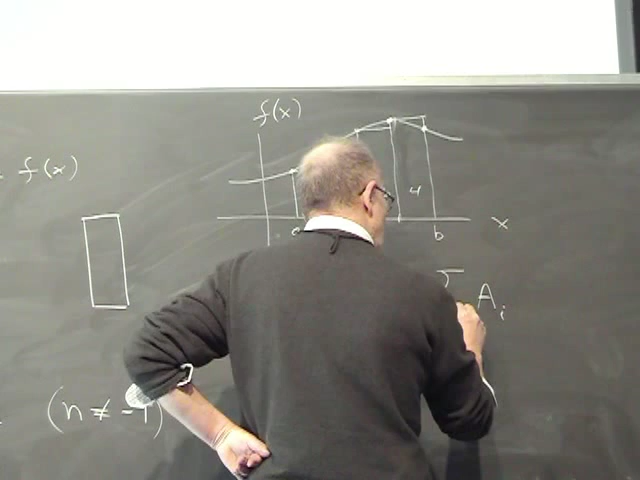 f(x)
f(x)
4
a x
b
A i
(n ≠ -1)